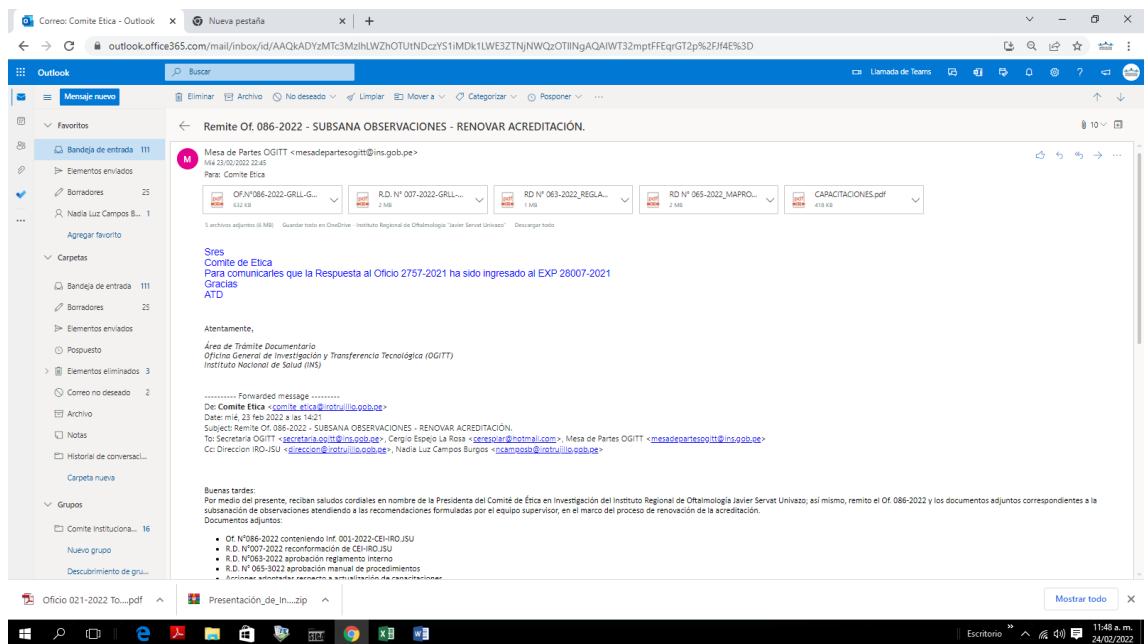 Correo: Comite Etica - Outlook
Nueva pestaña
outlook.office365.com/mail/inbox/id/AAQkADYzMTc3MzlhLWZhOTUtNDczYS1iMDk1LWE3ZTNjNWQzOTllNgAQAIWT32mptFFEqrGT2p%2FJf4E%3D
Outlook
Buscar
Llamada de Teams
Mensaje nuevo
Eliminar Archivo No deseado Limpiar Mover a Categorizar Posponer ...
Favoritos
Bandeja de entrada 111
Elementos enviados
Borradores 25
Nadia Luz Campos B... 1
Agregar favorito
Carpetas
Bandeja de entrada 111
Borradores 25
Elementos enviados
Pospuesto
Elementos eliminados 3
Correo no deseado 2
Archivo
Notas
Historial de conversaci...
Carpeta nueva
Grupos
Comite Instituciona... 16
Nuevo grupo
Descubrimiento de gru...
Remite Of. 086-2022 - SUBSANA OBSERVACIONES - RENOVAR ACREDITACIÓN.
10
M
Mesa de Partes OGITT <mesadepartesogitt@ins.gob.pe>
Mié 23/02/2022 22:45
Para: Comite Etica
OF.N°086-2022-GRLL-G...
632 KB
R.D. N° 007-2022-GRLL-...
2 MB
RD N° 063-2022_REGLA...
1 MB
RD N° 065-2022_MAPRO...
2 MB
CAPACITACIONES.pdf
418 KB
5 archivos adjuntos (6 MB) Guardar todo en OneDrive - Instituto Regional de Oftalmología "Javier Servat Univazo" Descargar todo
Sres
Comite de Etica
Para comunicarles que la Respuesta al Oficio 2757-2021 ha sido ingresado al EXP 28007-2021
Gracias
ATD
Atentamente,
Área de Trámite Documentario
Oficina General de Investigación y Transferencia Tecnológica (OGITT)
Instituto Nacional de Salud (INS)
---------- Forwarded message ---------
De: Comite Etica <comite_etica@irotrujillo.gob.pe>
Date: mié, 23 feb 2022 a las 14:21
Subject: Remite Of. 086-2022 - SUBSANA OBSERVACIONES - RENOVAR ACREDITACIÓN.
To: Secretaria OGITT <secretaria.ogitt@ins.gob.pe>, Cergio Espejo La Rosa <ceresplar@hotmail.com>, Mesa de Partes OGITT <mesadepartesogitt@ins.gob.pe>
Cc: Direccion IRO-JSU <direccion@irotrujillo.gob.pe>, Nadia Luz Campos Burgos <ncamposb@irotrujillo.gob.pe>
Buenas tardes:
Por medio del presente, reciban saludos cordiales en nombre de la Presidenta del Comité de Ética en Investigación del Instituto Regional de Oftalmología Javier Servat Univazo; así mismo, remito el Of. 086-2022 y los documentos adjuntos correspondientes a la
subsanación de observaciones atendiendo a las recomendaciones formuladas por el equipo supervisor, en el marco del proceso de renovación de la acreditación.
Documentos adjuntos:
• Of. N°086-2022 conteniendo Inf. 001-2022-CEI-IRO.JSU
• R.D. N°007-2022 reconformación de CEI-IRO.JSU
• R.D. N°063-2022 aprobación reglamento interno
• R.D. N° 065-3022 aprobación manual de procedimientos
• Acciones adoptadas respecto a actualización de capacitaciones
Oficio 021-2022 To....pdf
Presentación_de_In....zip
Mostrar todo
Escritorio
11:48 a. m.
24/02/2022